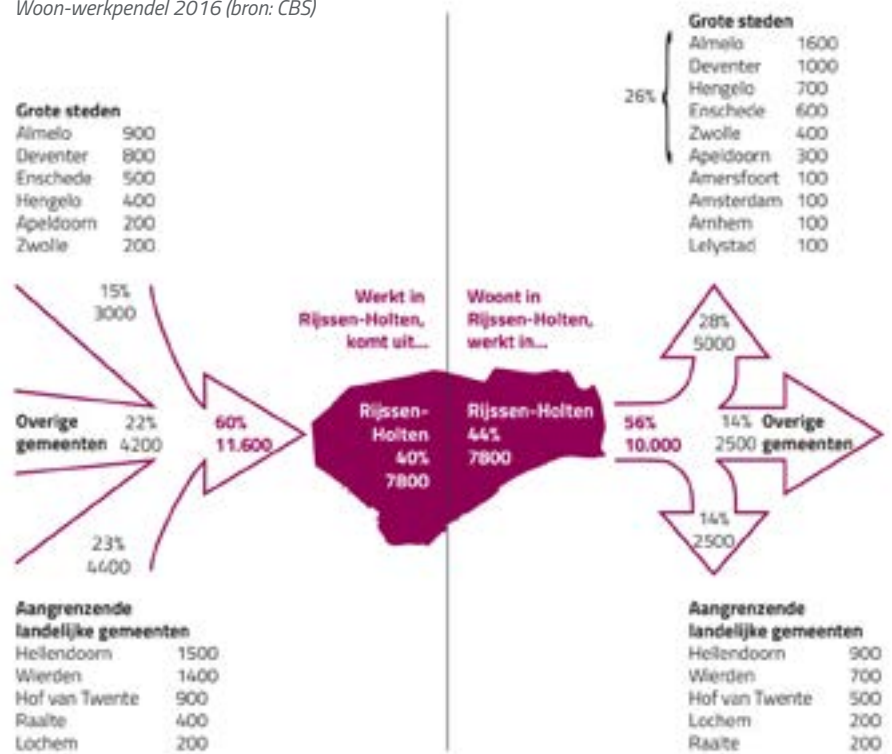 Woon-werkpendel 2016 (bron: CBS)
Grote steden
Almelo 900
Deventer 800
Enschede 500
Hengelo 400
Apeldoorn 200
Zwolle 200
15%
3000
Overige 22%
gemeenten 4200
60%
11.600
23%
4400
Aangrenzende
landelijke gemeenten
Hellendoorn 1500
Wierden 1400
Hof van Twente 900
Raalte 400
Lochem 200
Werkt in
Rijssen-Holten,
komt uit...
Rijssen-
Holten
40%
7800
Woont in
Rijssen-Holten,
werkt in...
Rijssen-Holten
44%
7800
56%
10.000
Grote steden
Almelo 1600
Deventer 1000
Hengelo 700
26%
Enschede 600
Zwolle 400
Apeldoorn 300
Amersfoort 100
Amsterdam 100
Arnhem 100
Lelystad 100
28%
5000
14% Overige
2500 gemeenten
14%
2500
Aangrenzende
landelijke gemeenten
Hellendoorn 900
Wierden 700
Hof van Twente 500
Lochem 200
Raalte 200